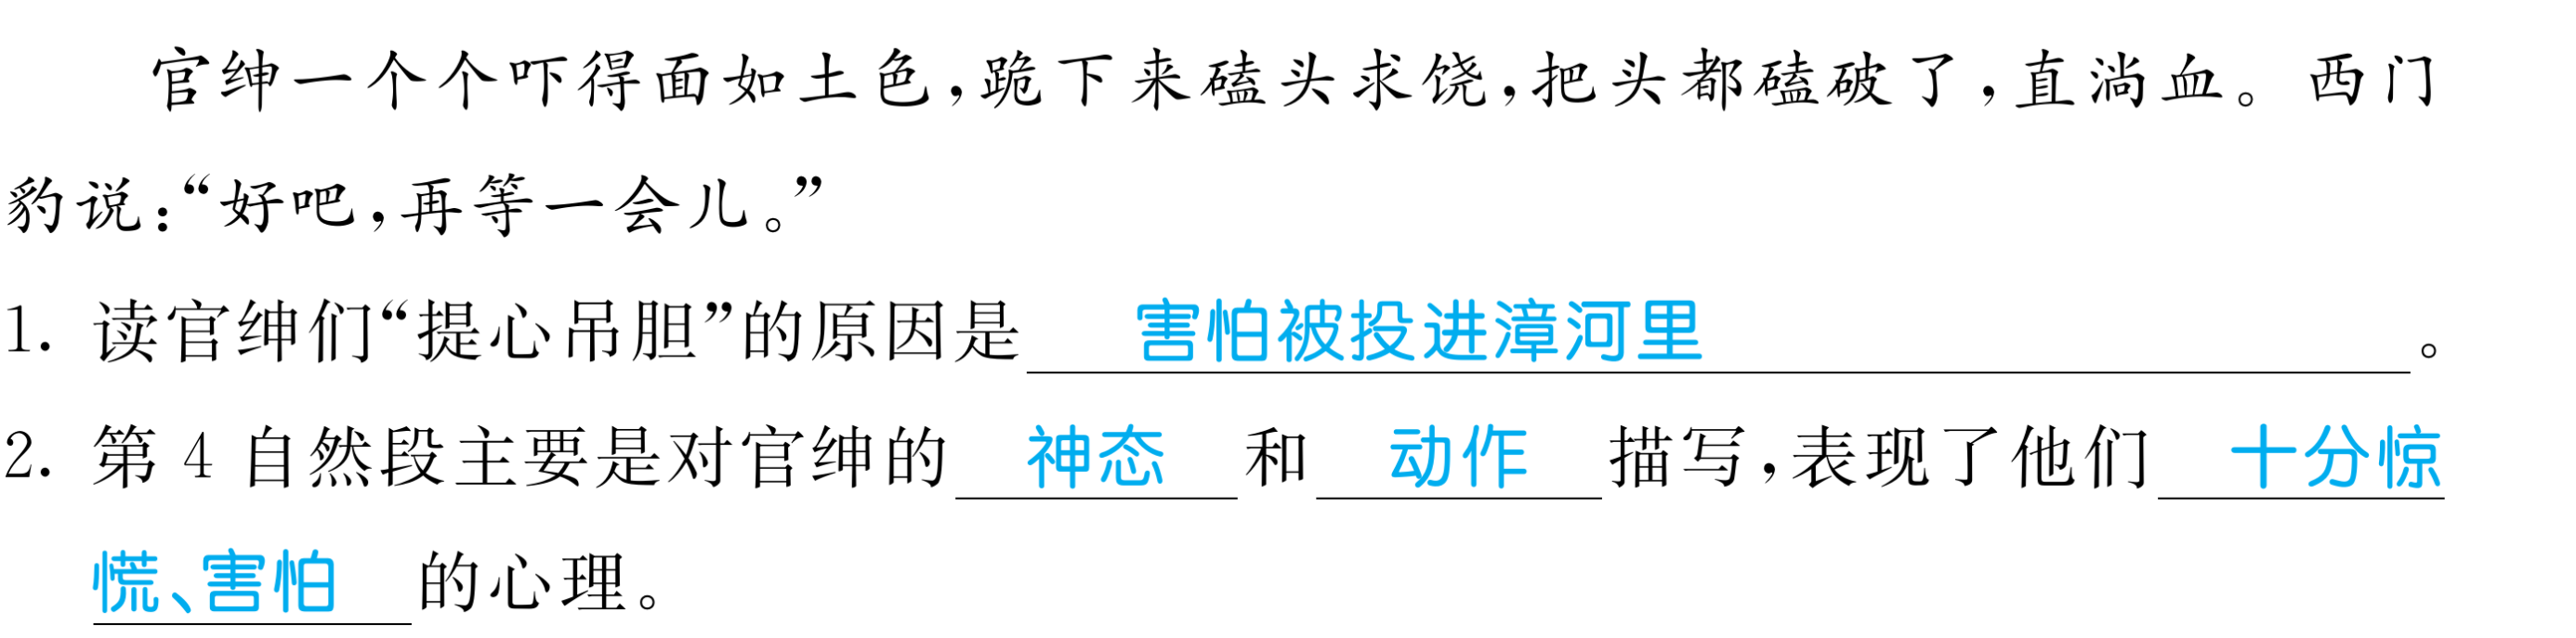 官绅一个个吓得面如土色,跪下来磕头求饶,把头都磕破了,直淌血。西门
豹说:“好吧,再等一会儿。”
1. 读官绅们“提心吊胆”的原因是 害怕被投进漳河里 。
2. 第 4 自然段主要是对官绅的 神态 和 动作 描写,表现了他们 十分惊
慌、害怕 的心理。